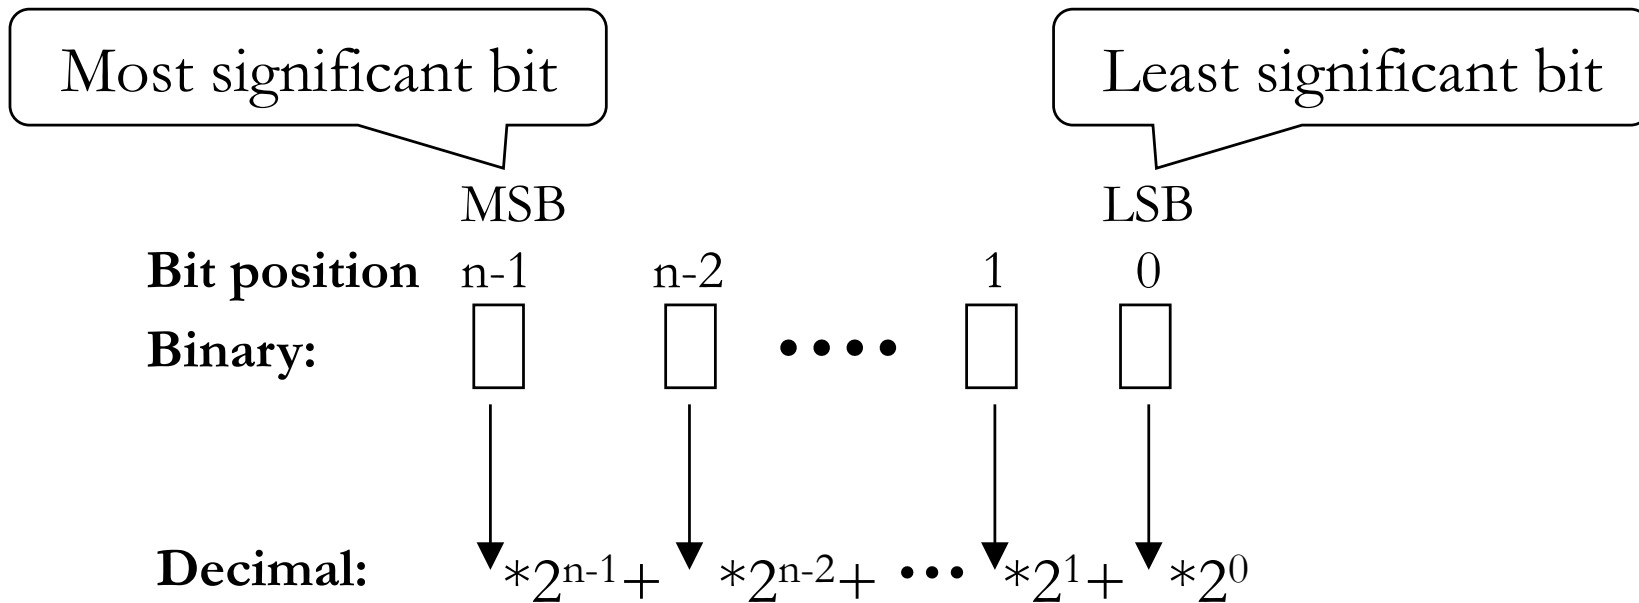 Most significant bit Least significant bit
MSB LSB
Bit position n-1 n-2 1 0
Binary: ••••
Decimal: *2ⁿ⁻¹+ *2ⁿ⁻²+ ••• *2¹+ *2⁰